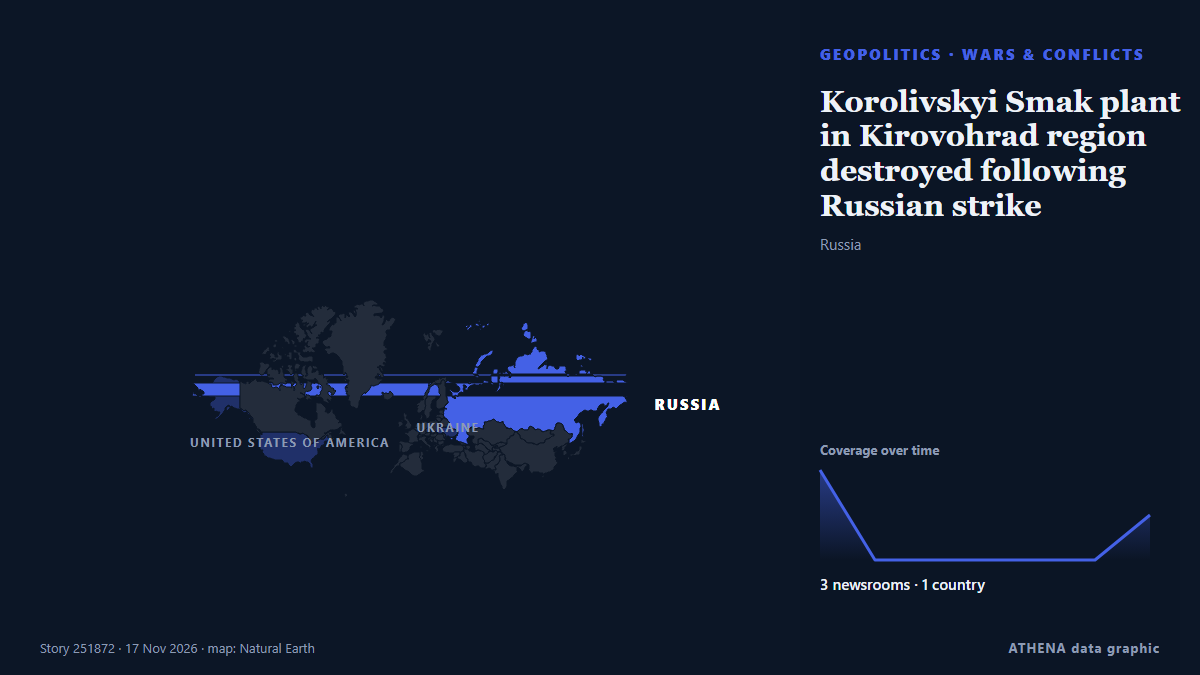 GEOPOLITICS · WARS & CONFLICTS
Korolivskyi Smak plant
in Kirovohrad region
destroyed following
Russian strike
Russia
RUSSIA
UKRAINE
UNITED STATES OF AMERICA
Coverage over time
3 newsrooms · 1 country
Story 251872 · 17 Nov 2026 · map: Natural Earth
ATHENA data graphic